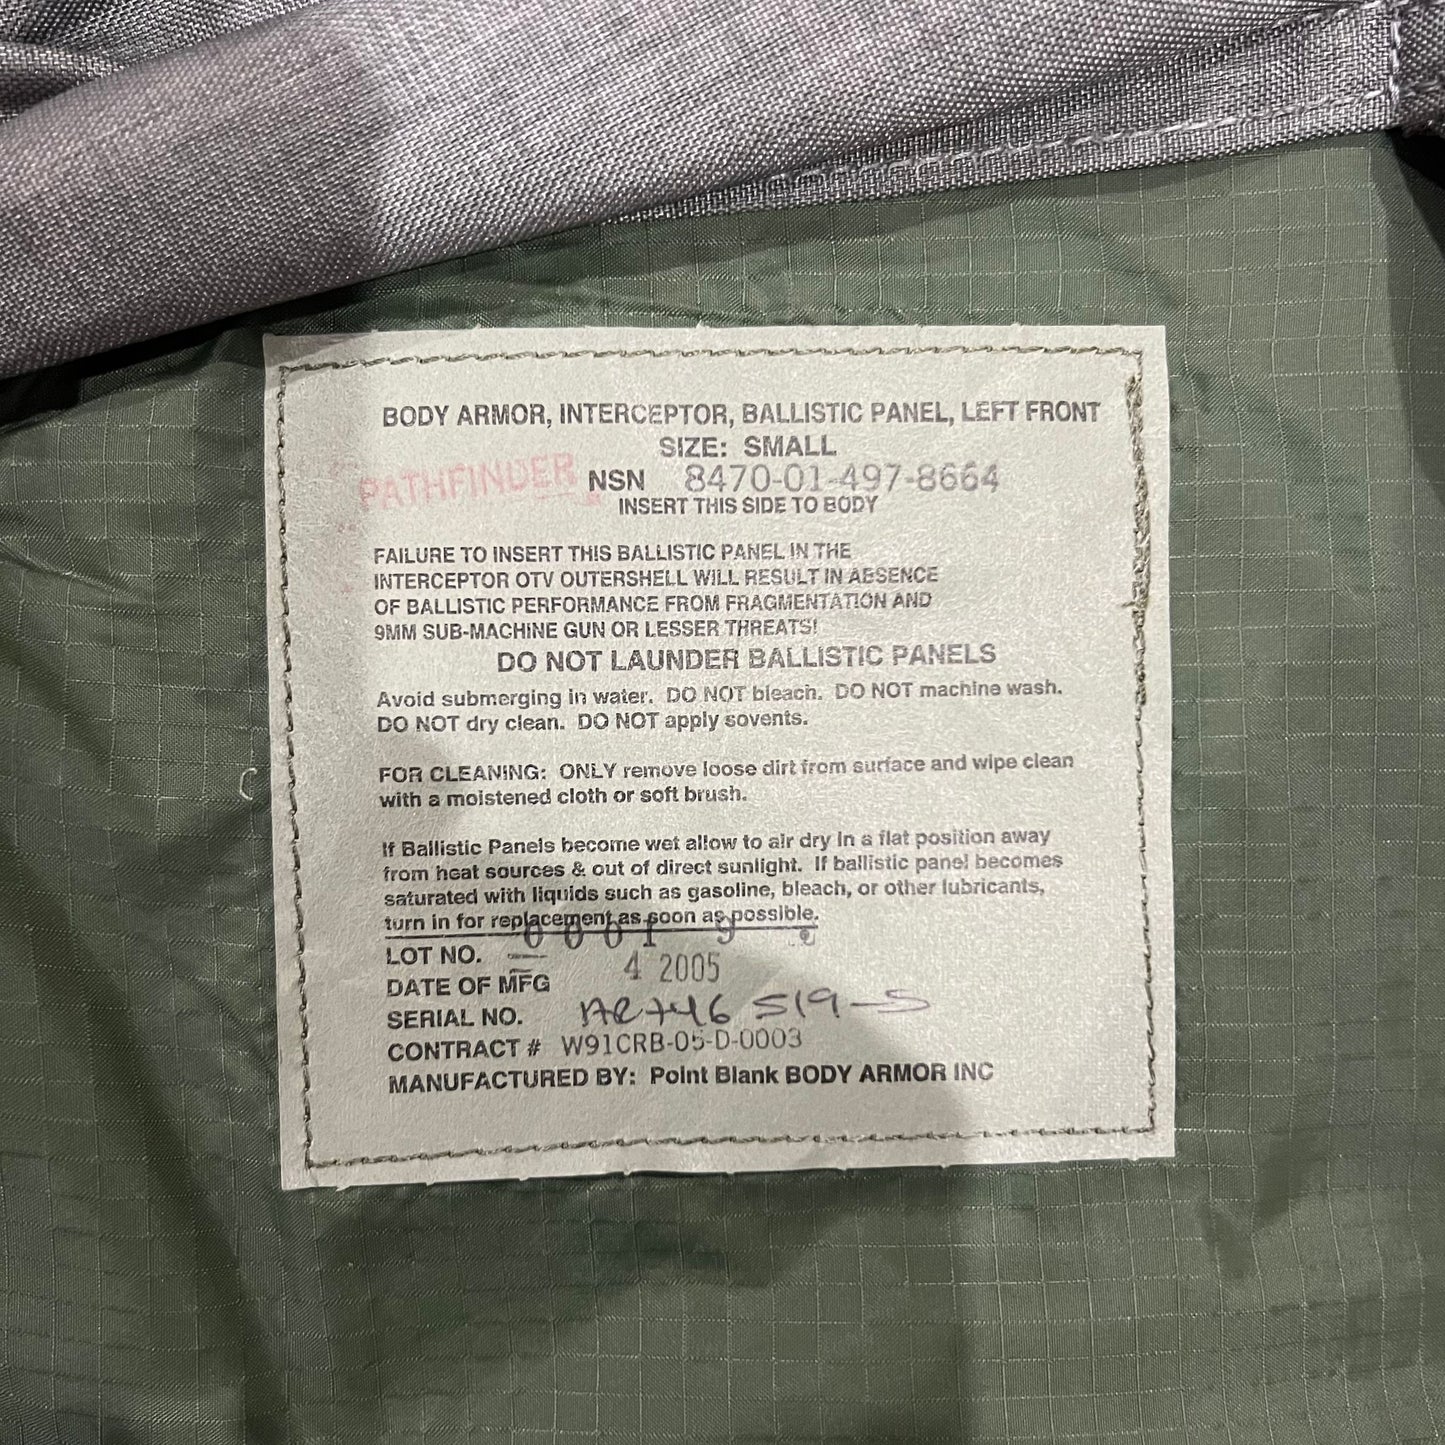 BODY ARMOR, INTERCEPTOR, BALLISTIC PANEL, LEFT FRONT
SIZE: SMALL
PATHFINDER
NSN 8470-01-497-8664
INSERT THIS SIDE TO BODY
FAILURE TO INSERT THIS BALLISTIC PANEL IN THE
INTERCEPTOR OTV OUTERSHELL WILL RESULT IN ABSENCE
OF BALLISTIC PERFORMANCE FROM FRAGMENTATION AND
9MM SUB-MACHINE GUN OR LESSER THREATS!
DO NOT LAUNDER BALLISTIC PANELS
Avoid submerging in water. DO NOT bleach. DO NOT machine wash.
DO NOT dry clean. DO NOT apply sovents.
FOR CLEANING: ONLY remove loose dirt from surface and wipe clean
with a moistened cloth or soft brush.
If Ballistic Panels become wet allow to air dry in a flat position away
from heat sources & out of direct sunlight. If ballistic panel becomes
saturated with liquids such as gasoline, bleach, or other lubricants,
turn in for replacement as soon as possible.
LOT NO.
DATE OF MFG 4 2005
SERIAL NO. 519-S
CONTRACT # W91CRB-05-D-0003
MANUFACTURED BY: Point Blank BODY ARMOR INC